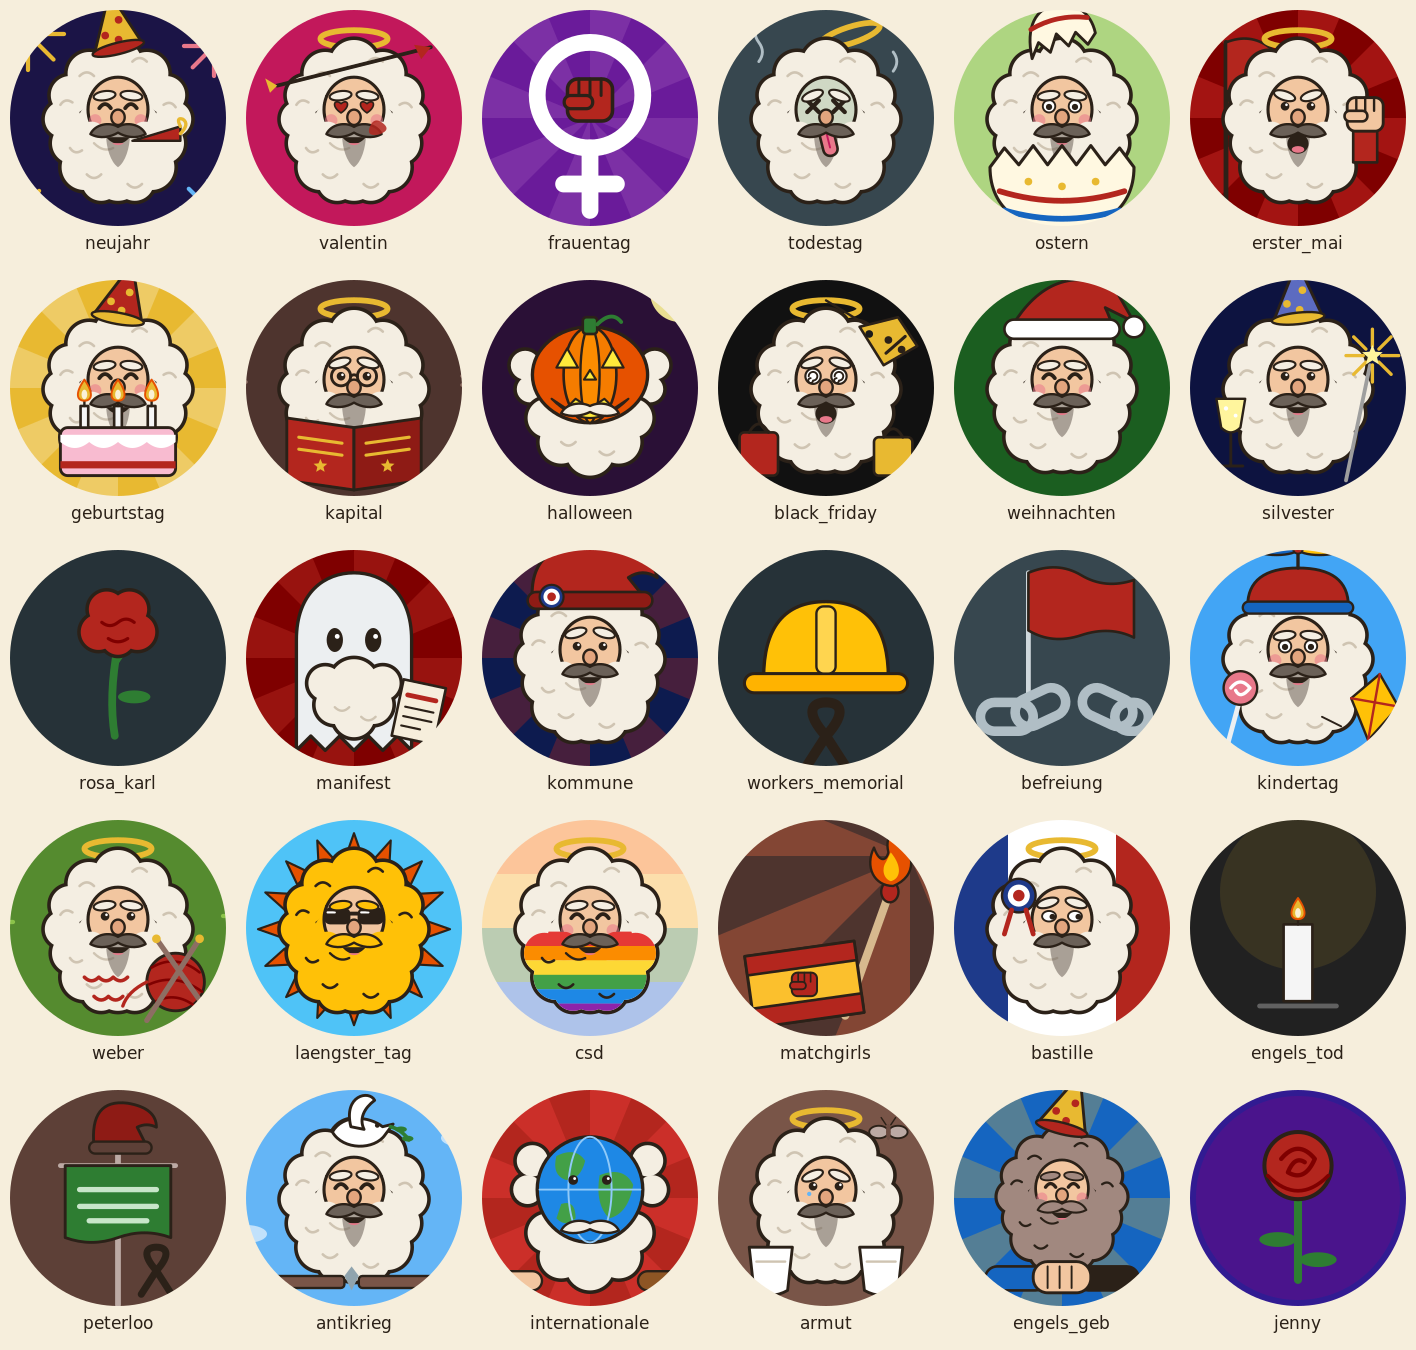 neujahr
valentin
frauentag
todestag
ostern
erster_mai
geburtstag
kapital
halloween
black_friday
weihnachten
silvester
rosa_karl
manifest
kommune
workers_memorial
befreiung
kindertag
weber
laengster_tag
csd
matchgirls
bastille
engels_tod
peterloo
antikrieg
internationale
armut
engels_geb
jenny